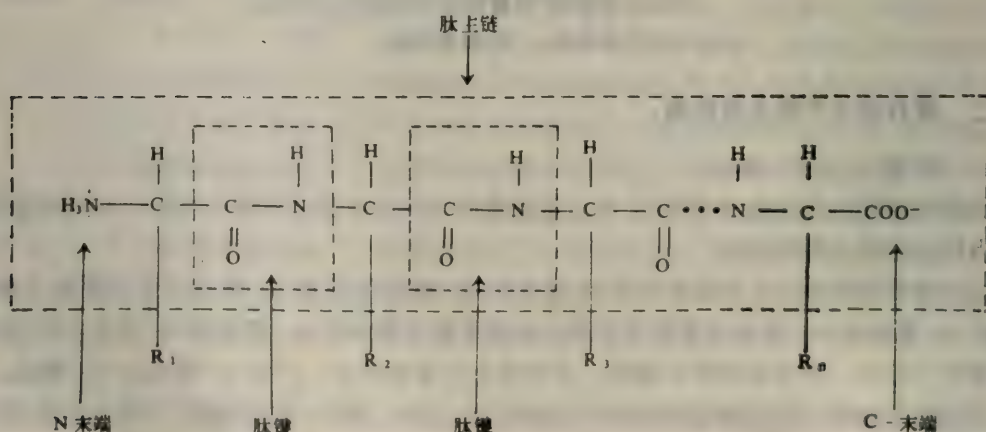 肽主链
H H H H H H H
H₃N — C — C — N — C — C — N — C — C ••• N — C — COO⁻
O O O
R₁ R₂ R₃ Rn
N 末端 肽键 肽键 C - 末端